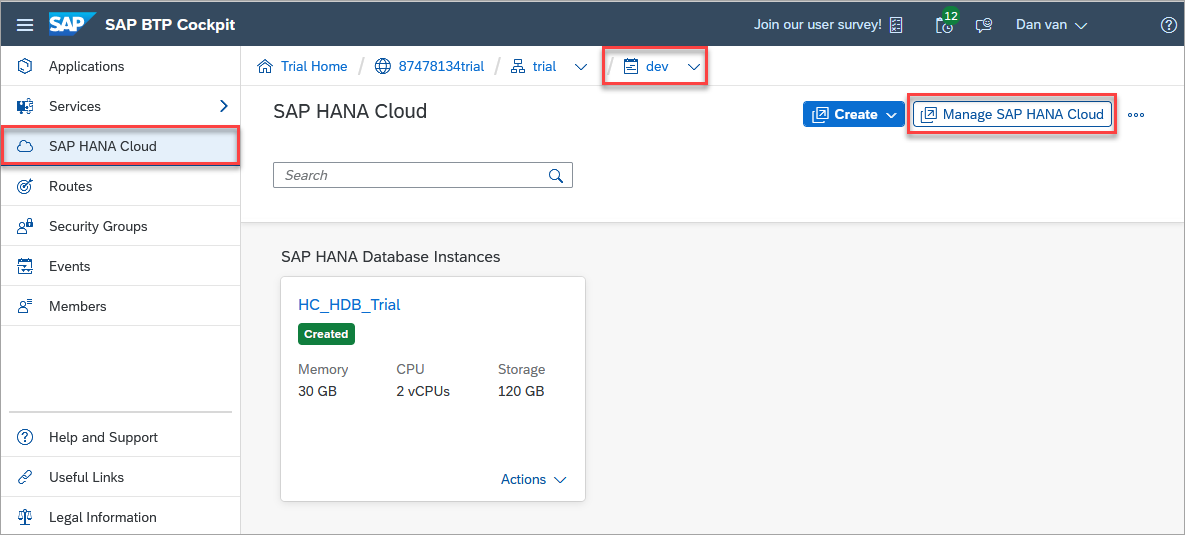 SAP SAP BTP Cockpit
Join our user survey! 12 Dan van
Applications
Services
SAP HANA Cloud
Routes
Security Groups
Events
Members
Help and Support
Useful Links
Legal Information
Trial Home / 87478134trial / trial / dev
SAP HANA Cloud
Create Manage SAP HANA Cloud
Search
SAP HANA Database Instances
HC_HDB_Trial
Created
Memory CPU Storage
30 GB 2 vCPUs 120 GB
Actions